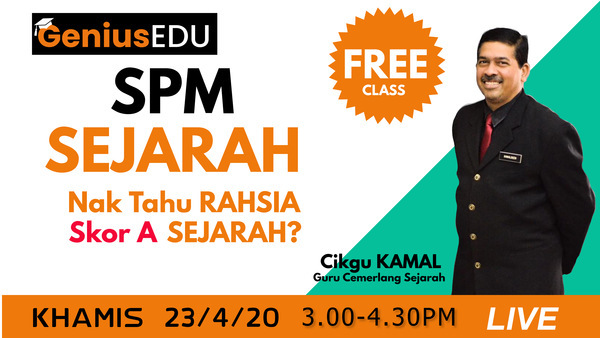 GeniusEDU
SPM
SEJARAH
Nak Tahu RAHSIA
Skor A SEJARAH?
FREE
CLASS
Cikgu KAMAL
Guru Cemerlang Sejarah
KHAMIS 23/4/20 3.00-4.30PM LIVE